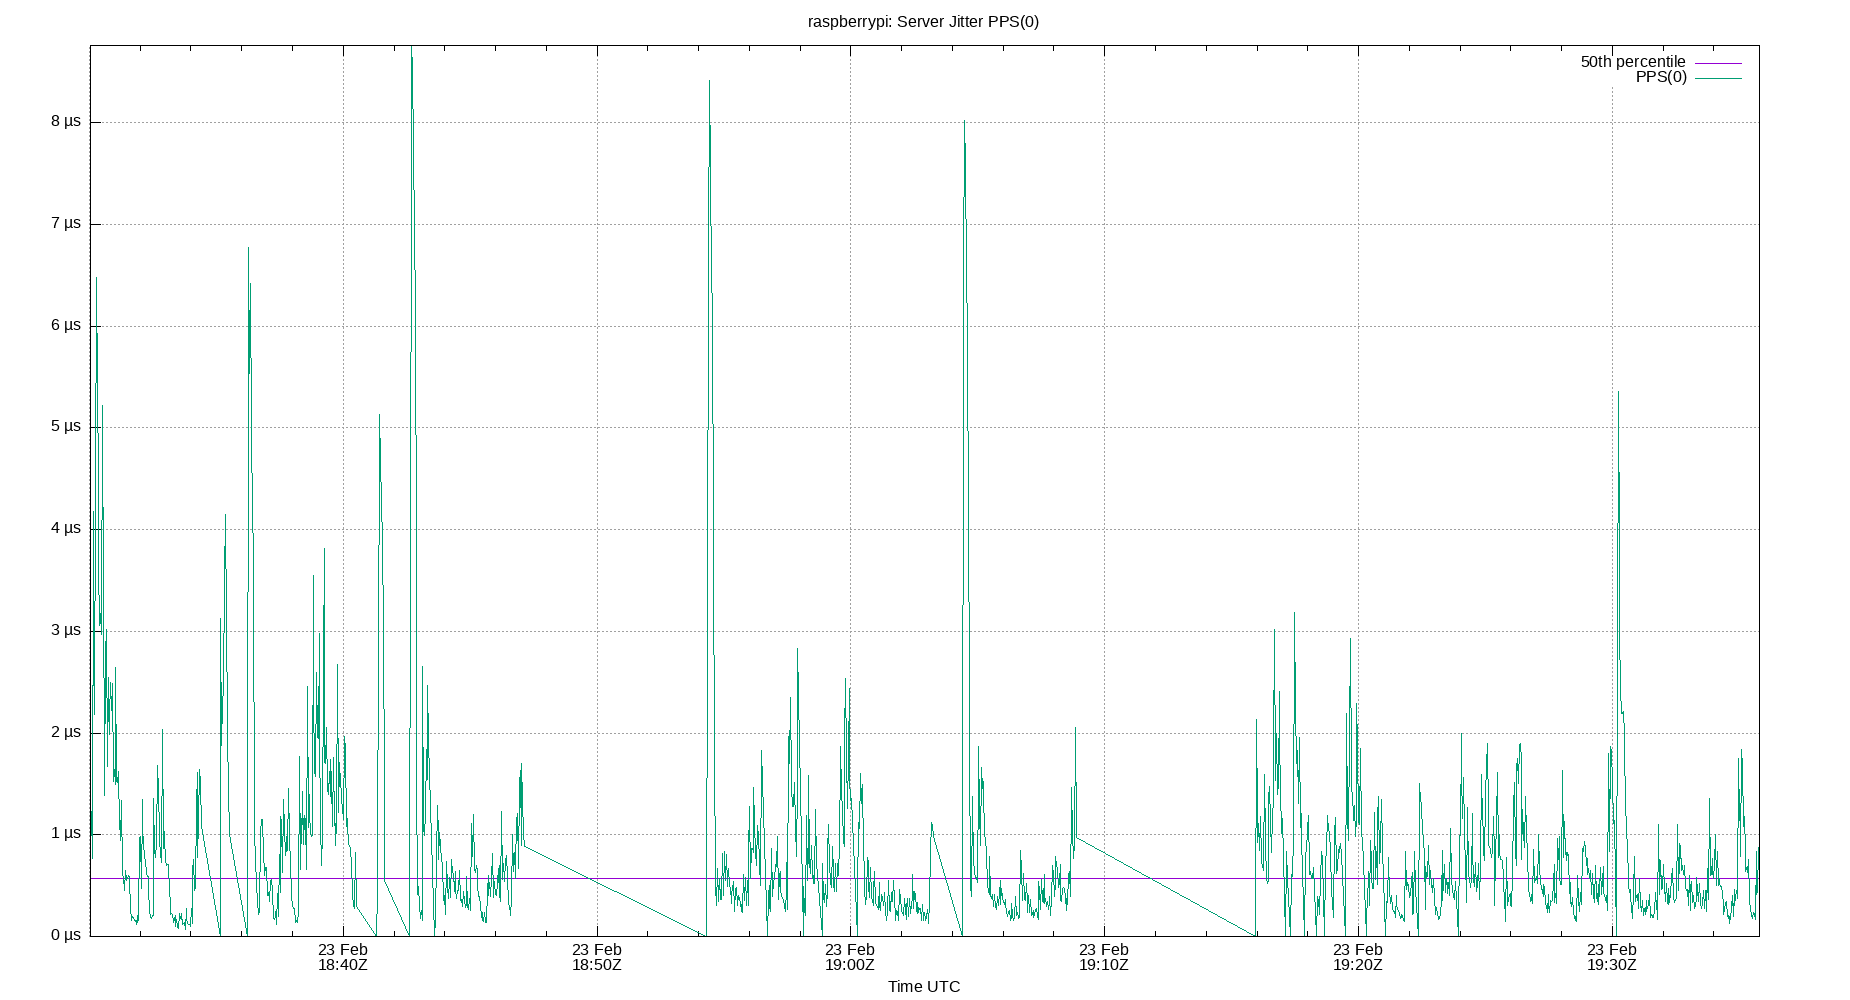 raspberrypi: Server Jitter PPS(0)
50th percentile
PPS(0)
8 µs
7 µs
6 µs
5 µs
4 µs
3 µs
2 µs
1 µs
0 µs
23 Feb 23 Feb 23 Feb 23 Feb 23 Feb 23 Feb
18:40Z 18:50Z 19:00Z 19:10Z 19:20Z 19:30Z
Time UTC